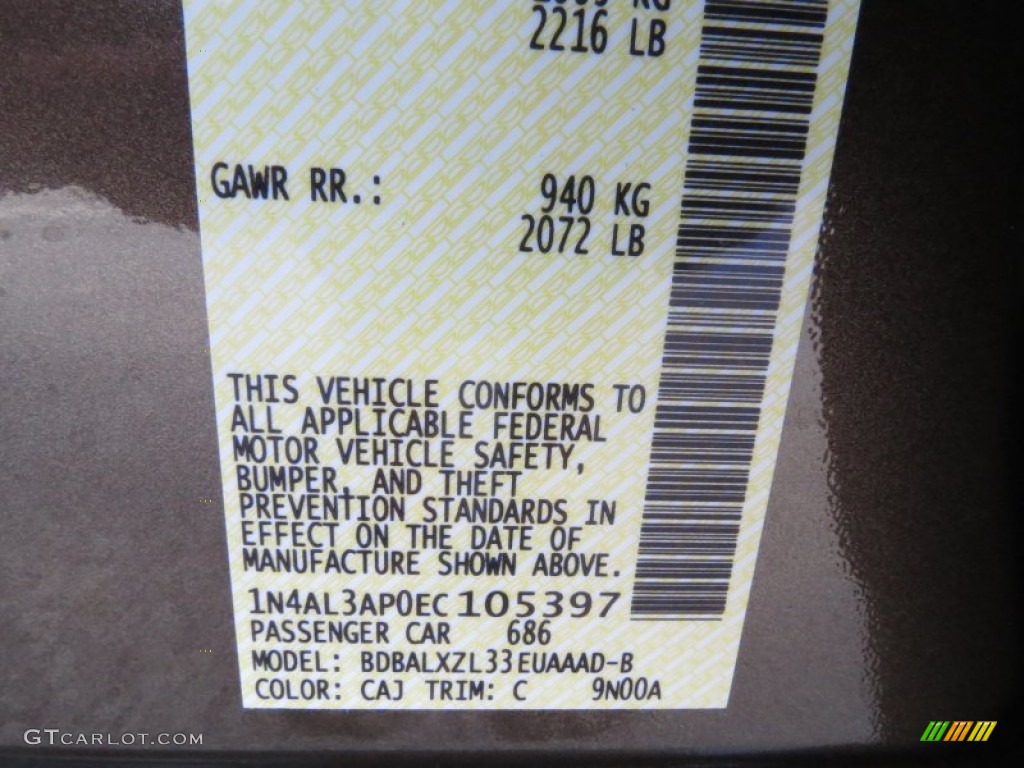 KG
2216 LB
GAWR RR.: 940 KG
2072 LB
THIS VEHICLE CONFORMS TO
ALL APPLICABLE FEDERAL
MOTOR VEHICLE SAFETY,
BUMPER, AND THEFT
PREVENTION STANDARDS IN
EFFECT ON THE DATE OF
MANUFACTURE SHOWN ABOVE.
1N4AL3AP0EC105397
PASSENGER CAR 686
MODEL: BDBALXZL33EUAAAD-B
COLOR: CAJ TRIM: C 9N00A
GTCARLOT.COM